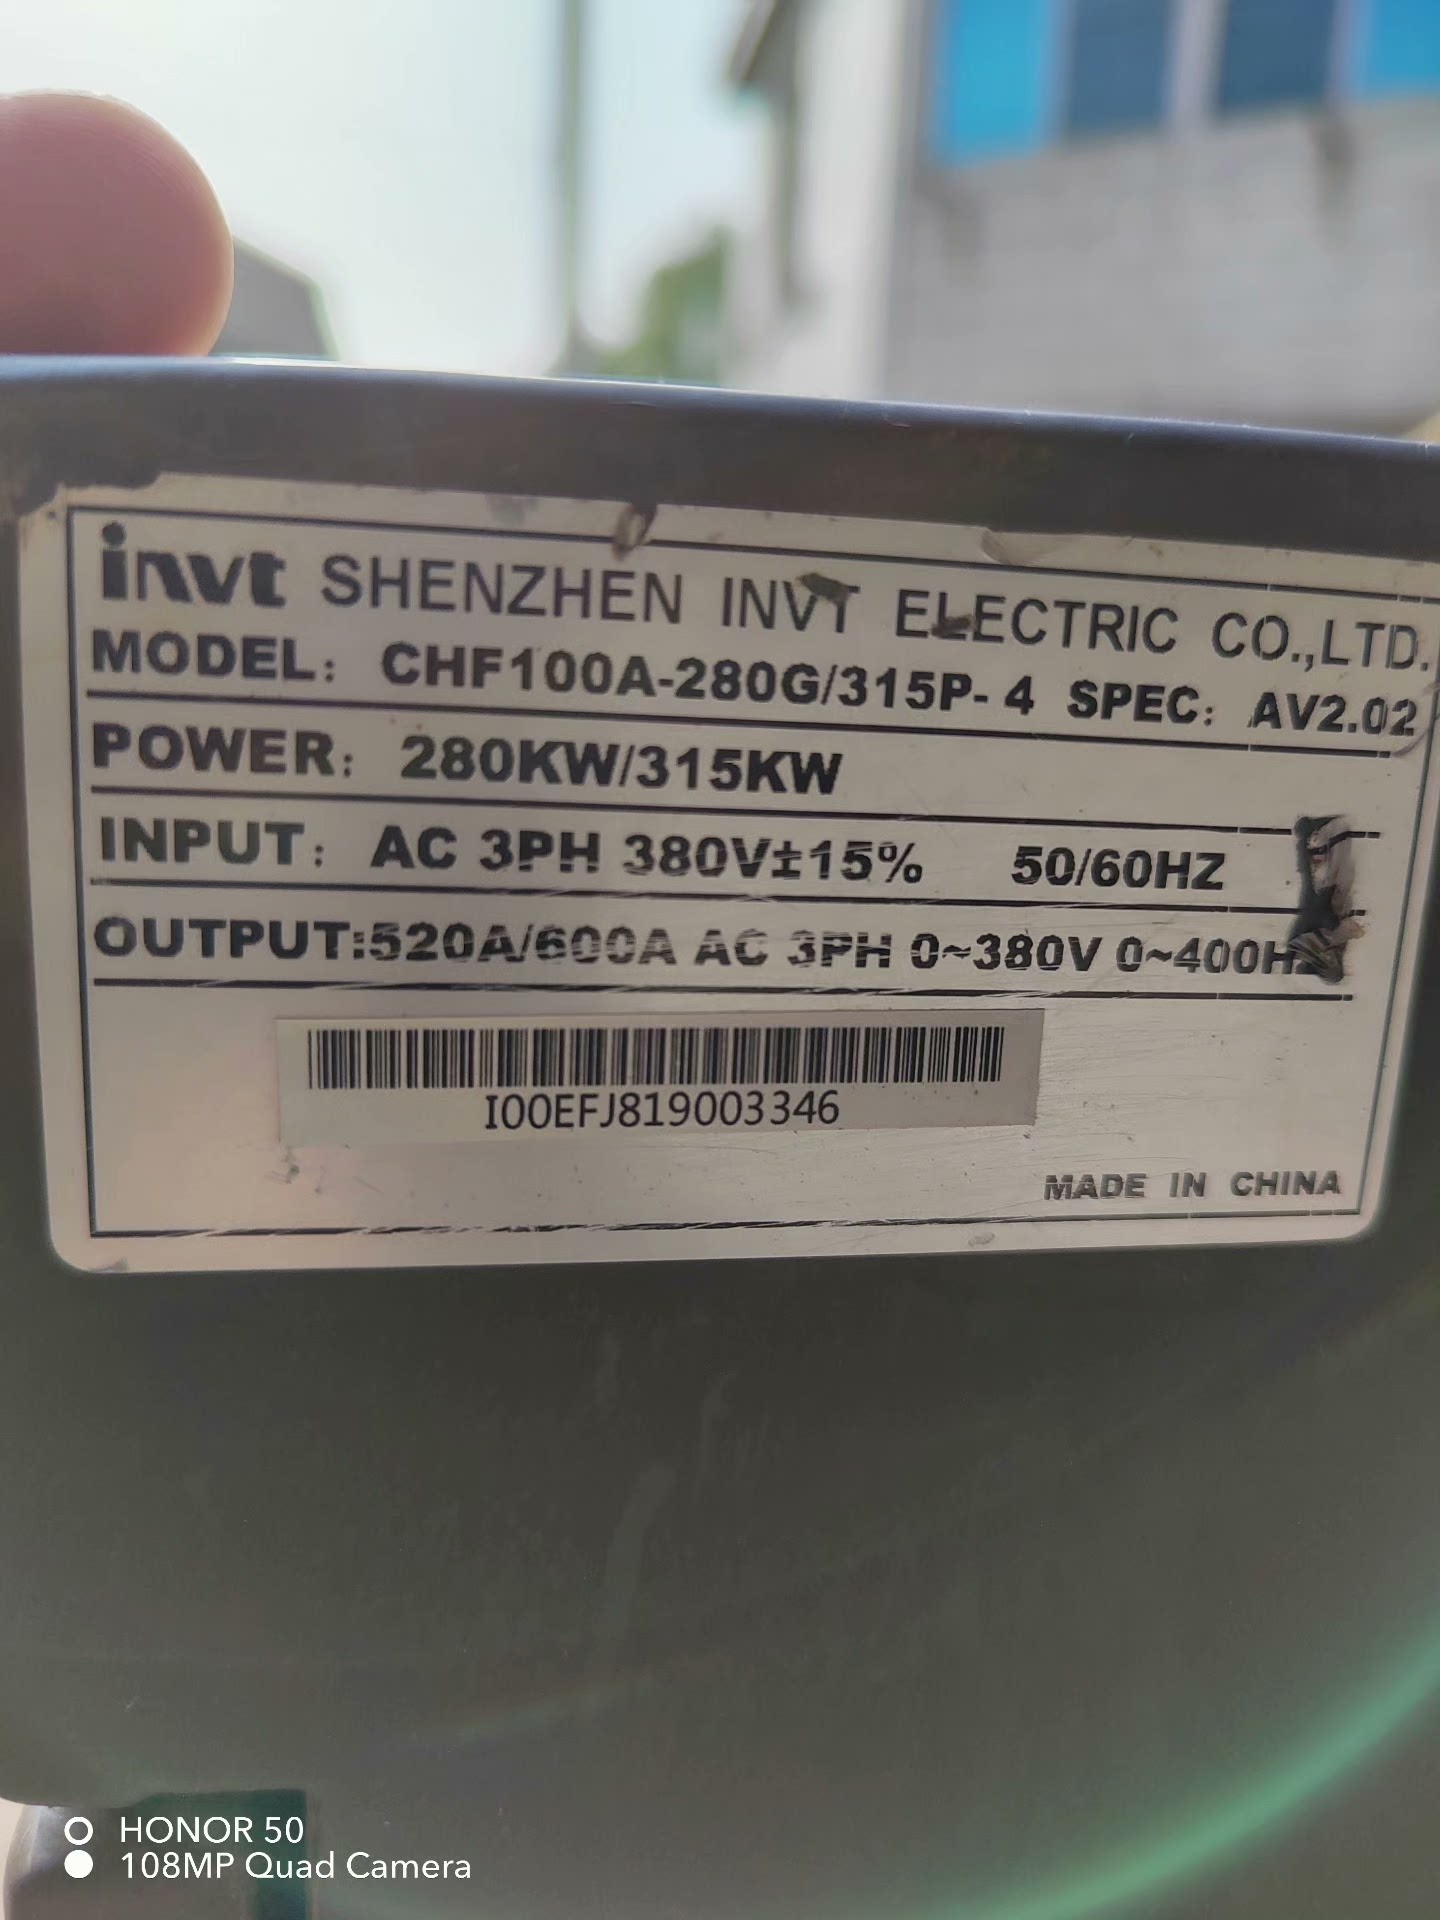 invt SHENZHEN INVT ELECTRIC CO.,LTD.
MODEL: CHF100A-280G/315P-4 SPEC: AV2.02
POWER: 280KW/315KW
INPUT: AC 3PH 380V±15% 50/60HZ
OUTPUT:520A/600A AC 3PH 0~380V 0~400HZ
I00EFJ819003346
MADE IN CHINA
HONOR 50
108MP Quad Camera